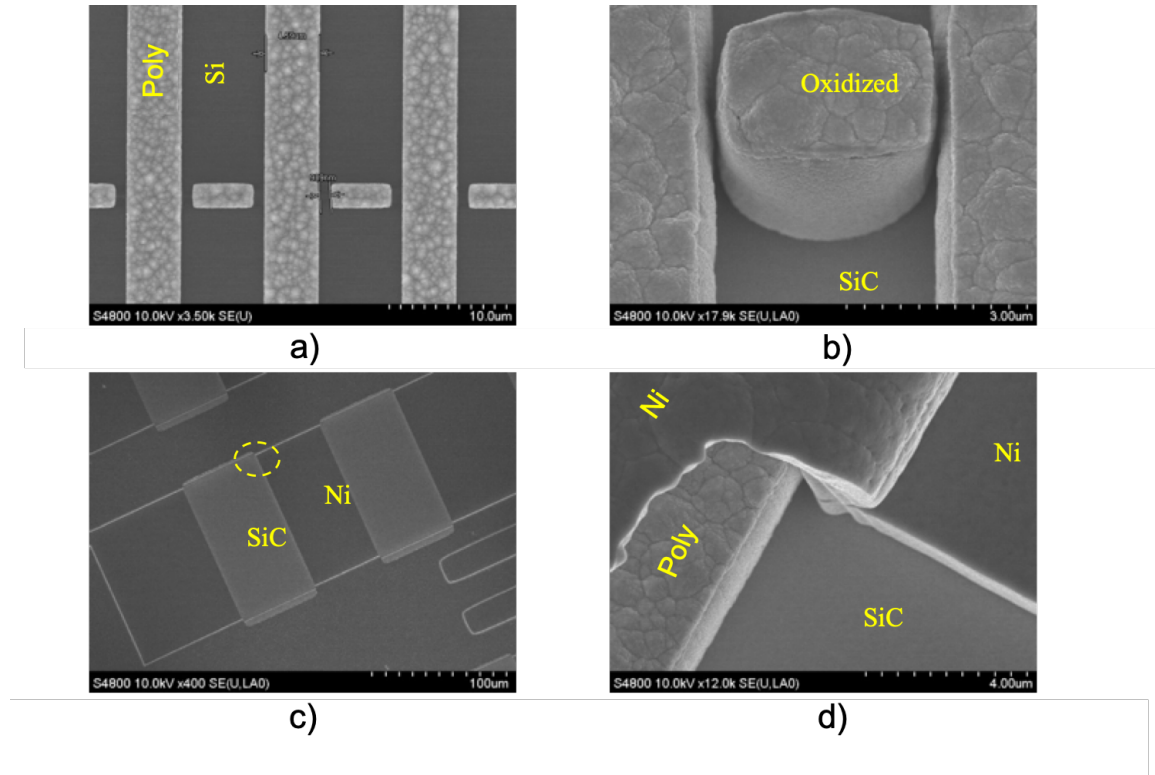 Poly
Si
S4800 10.0kV x3.50k SE(U)
10.0um
Oxidized
SiC
S4800 10.0kV x17.9k SE(U,LA0)
3.00um
a)
b)
Ni
SiC
S4800 10.0kV x400 SE(U,LA0)
100um
Ni
Ni
Poly
SiC
S4800 10.0kV x12.0k SE(U,LA0)
4.00um
c)
d)